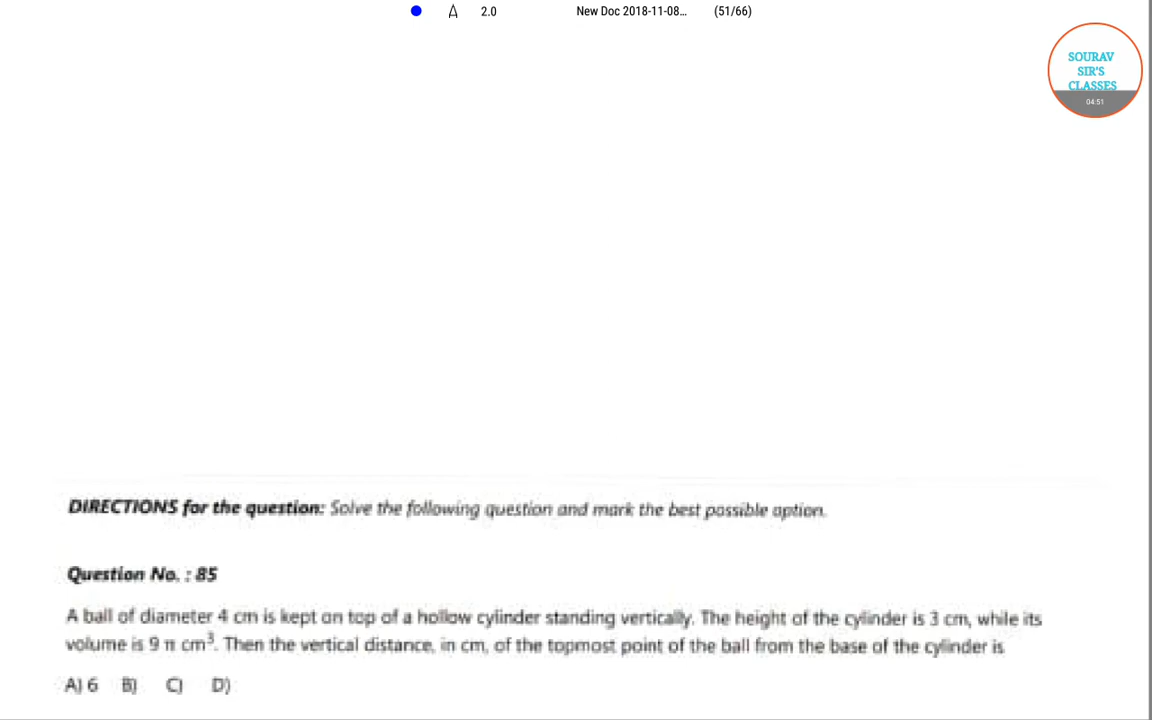 2.0 New Doc 2018-11-08... (51/66)
SOURAV
SIR'S
CLASSES
04:51
DIRECTIONS for the question: Solve the following question and mark the best possible option.
Question No. : 85
A ball of diameter 4 cm is kept on top of a hollow cylinder standing vertically. The height of the cylinder is 3 cm, while its
volume is 9 π cm³. Then the vertical distance, in cm, of the topmost point of the ball from the base of the cylinder is
A) 6 B) C) D)